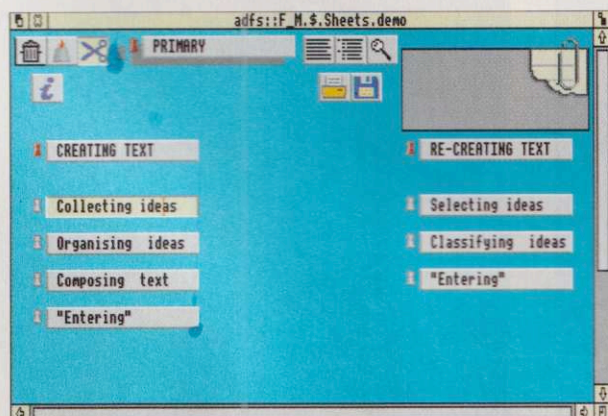 adfs::F_M.$.Sheets.demo
PRIMARY
i
CREATING TEXT
RE-CREATING TEXT
Collecting ideas
Selecting ideas
Organising ideas
Classifying ideas
Composing text
"Entering"
"Entering"